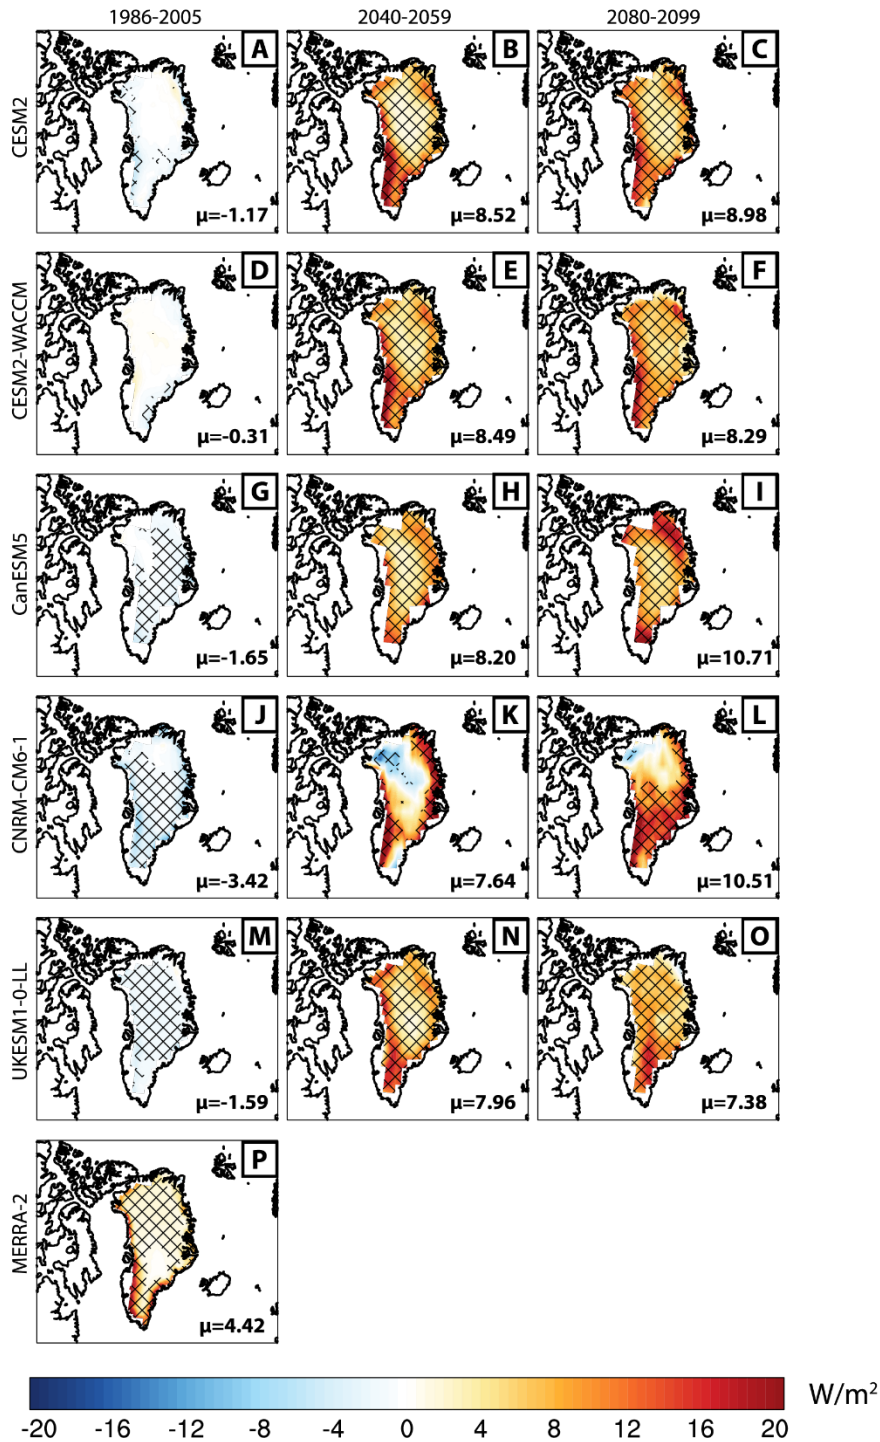 1986-2005 2040-2059 2080-2099
CESM2
A B C
μ=-1.17 μ=8.52 μ=8.98
CESM2-WACCM
D E F
μ=-0.31 μ=8.49 μ=8.29
CanESM5
G H I
μ=-1.65 μ=8.20 μ=10.71
CNRM-CM6-1
J K L
μ=-3.42 μ=7.64 μ=10.51
UKESM1-0-LL
M N O
μ=-1.59 μ=7.96 μ=7.38
MERRA-2
P
μ=4.42
W/m²
-20 -16 -12 -8 -4 0 4 8 12 16 20